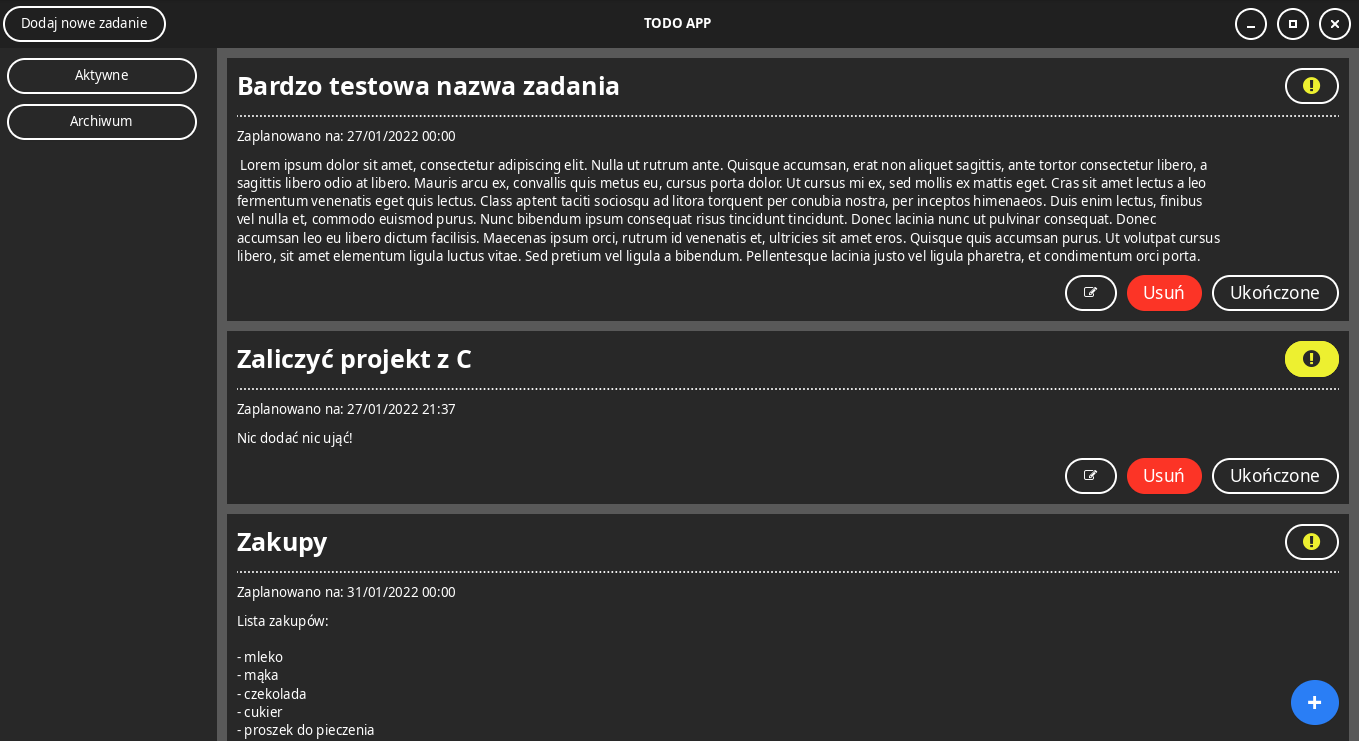 Dodaj nowe zadanie
TODO APP
Aktywne
Archiwum
Bardzo testowa nazwa zadania
Zaplanowano na: 27/01/2022 00:00
Lorem ipsum dolor sit amet, consectetur adipiscing elit. Nulla ut rutrum ante. Quisque accumsan, erat non aliquet sagittis, ante tortor consectetur libero, a
sagittis libero odio at libero. Mauris arcu ex, convallis quis metus eu, cursus porta dolor. Ut cursus mi ex, sed mollis ex mattis eget. Cras sit amet lectus a leo
fermentum venenatis eget quis lectus. Class aptent taciti sociosqu ad litora torquent per conubia nostra, per inceptos himenaeos. Duis enim lectus, finibus
vel nulla et, commodo euismod purus. Nunc bibendum ipsum consequat risus tincidunt tincidunt. Donec lacinia nunc ut pulvinar consequat. Donec
accumsan leo eu libero dictum facilisis. Maecenas ipsum orci, rutrum id venenatis et, ultricies sit amet eros. Quisque quis accumsan purus. Ut volutpat cursus
libero, sit amet elementum ligula luctus vitae. Sed pretium vel ligula a bibendum. Pellentesque lacinia justo vel ligula pharetra, et condimentum orci porta.
Usuń
Ukończone
Zaliczyć projekt z C
Zaplanowano na: 27/01/2022 21:37
Nic dodać nic ująć!
Usuń
Ukończone
Zakupy
Zaplanowano na: 31/01/2022 00:00
Lista zakupów:
- mleko
- mąka
- czekolada
- cukier
- proszek do pieczenia